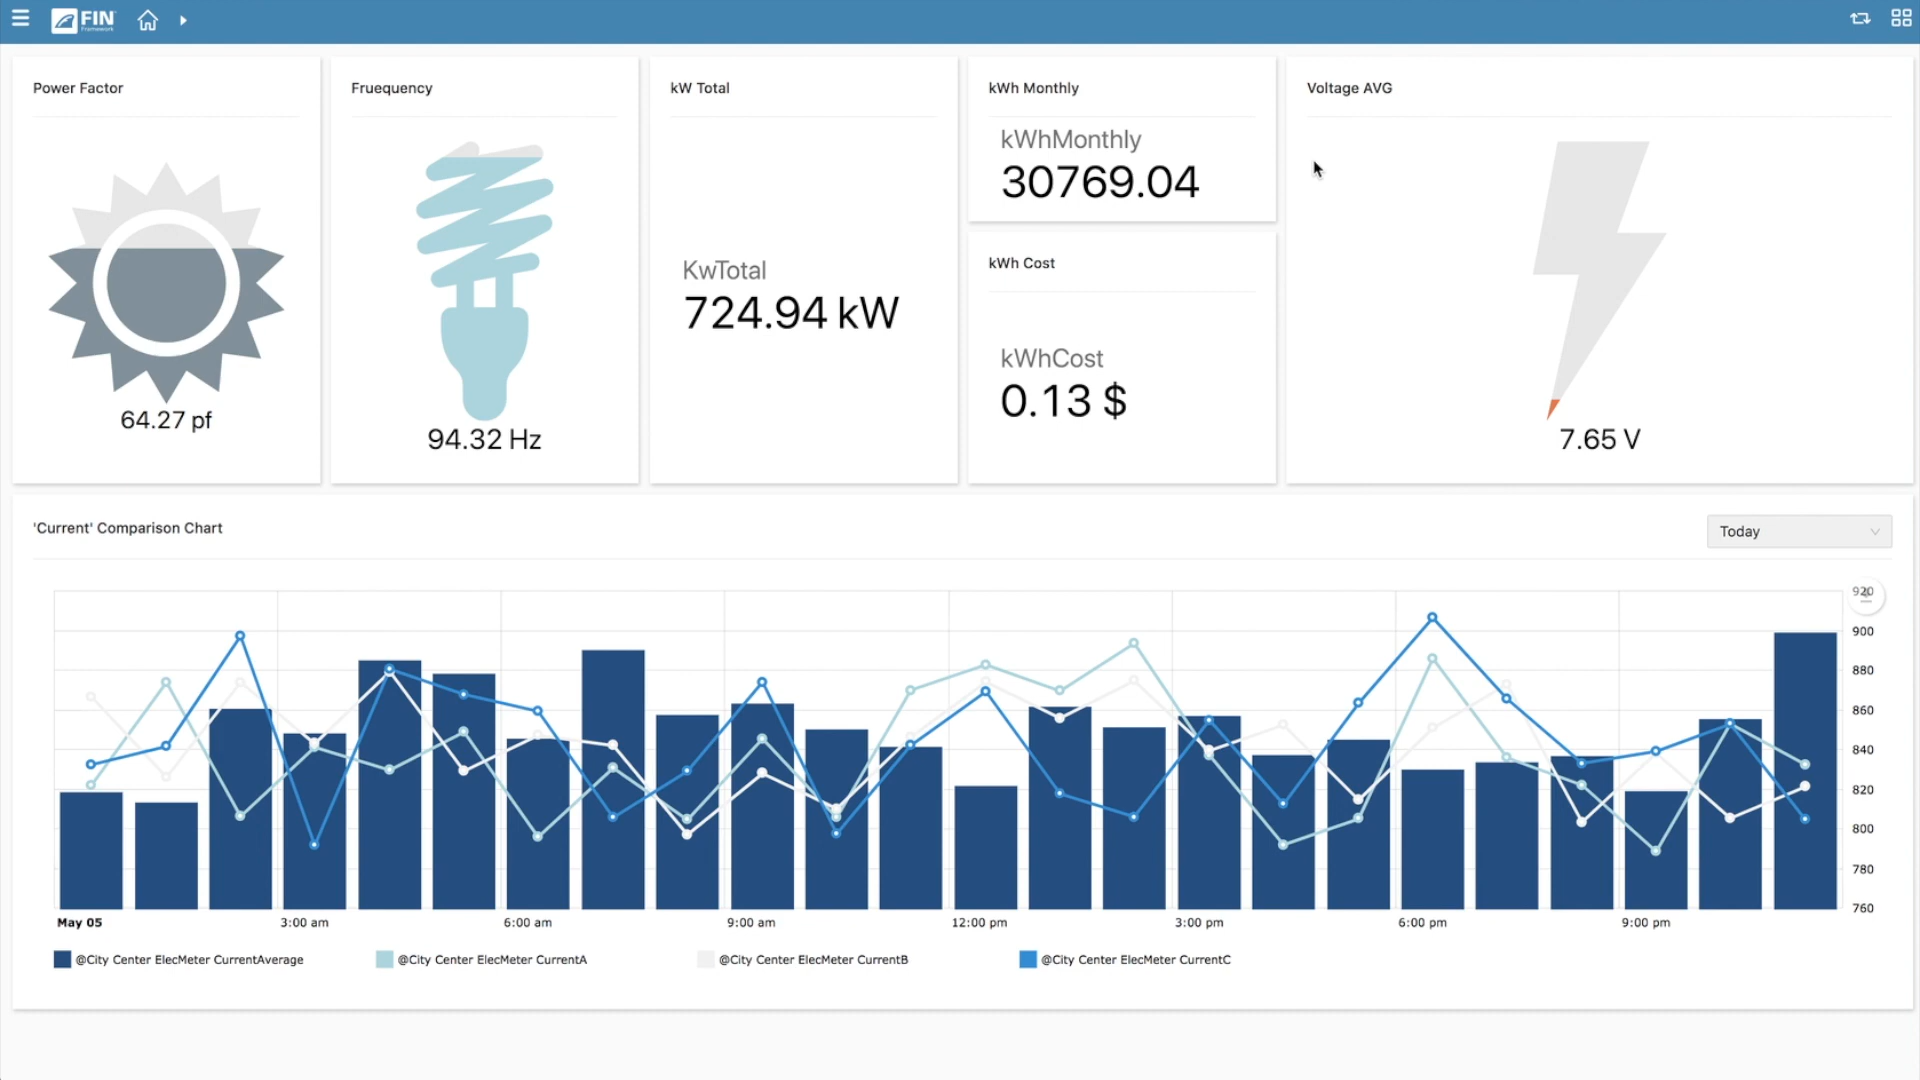 FIN
Framework
Power Factor
Fruequency
kW Total
kWh Monthly
Voltage AVG
kWhMonthly
30769.04
kWh Cost
KwTotal
724.94 kW
kWhCost
0.13 $
64.27 pf
94.32 Hz
7.65 V
'Current' Comparison Chart
Today
920
900
880
860
840
820
800
780
760
May 05
3:00 am
6:00 am
9:00 am
12:00 pm
3:00 pm
6:00 pm
9:00 pm
@City Center ElecMeter CurrentAverage
@City Center ElecMeter CurrentA
@City Center ElecMeter CurrentB
@City Center ElecMeter CurrentC